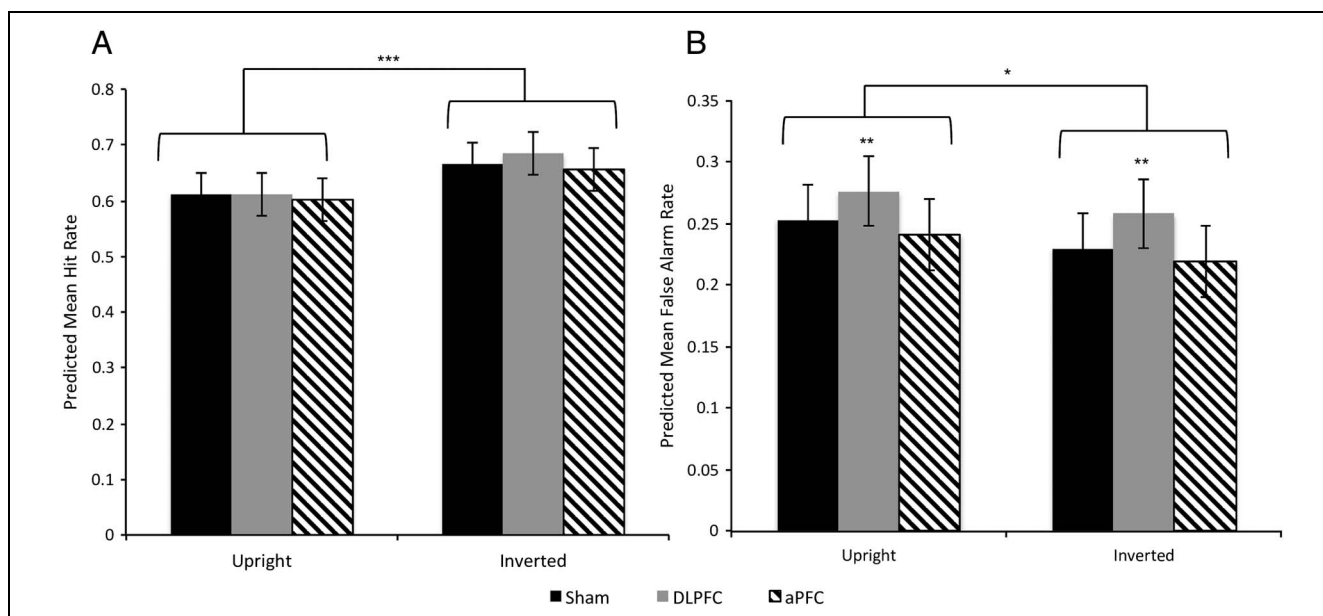 A
***
Predicted Mean Hit Rate
0.8
0.7
0.6
0.5
0.4
0.3
0.2
0.1
0
Upright
Inverted
B
*
**
**
Predicted Mean False Alarm Rate
0.35
0.3
0.25
0.2
0.15
0.1
0.05
0
Upright
Inverted
Sham DLPFC aPFC